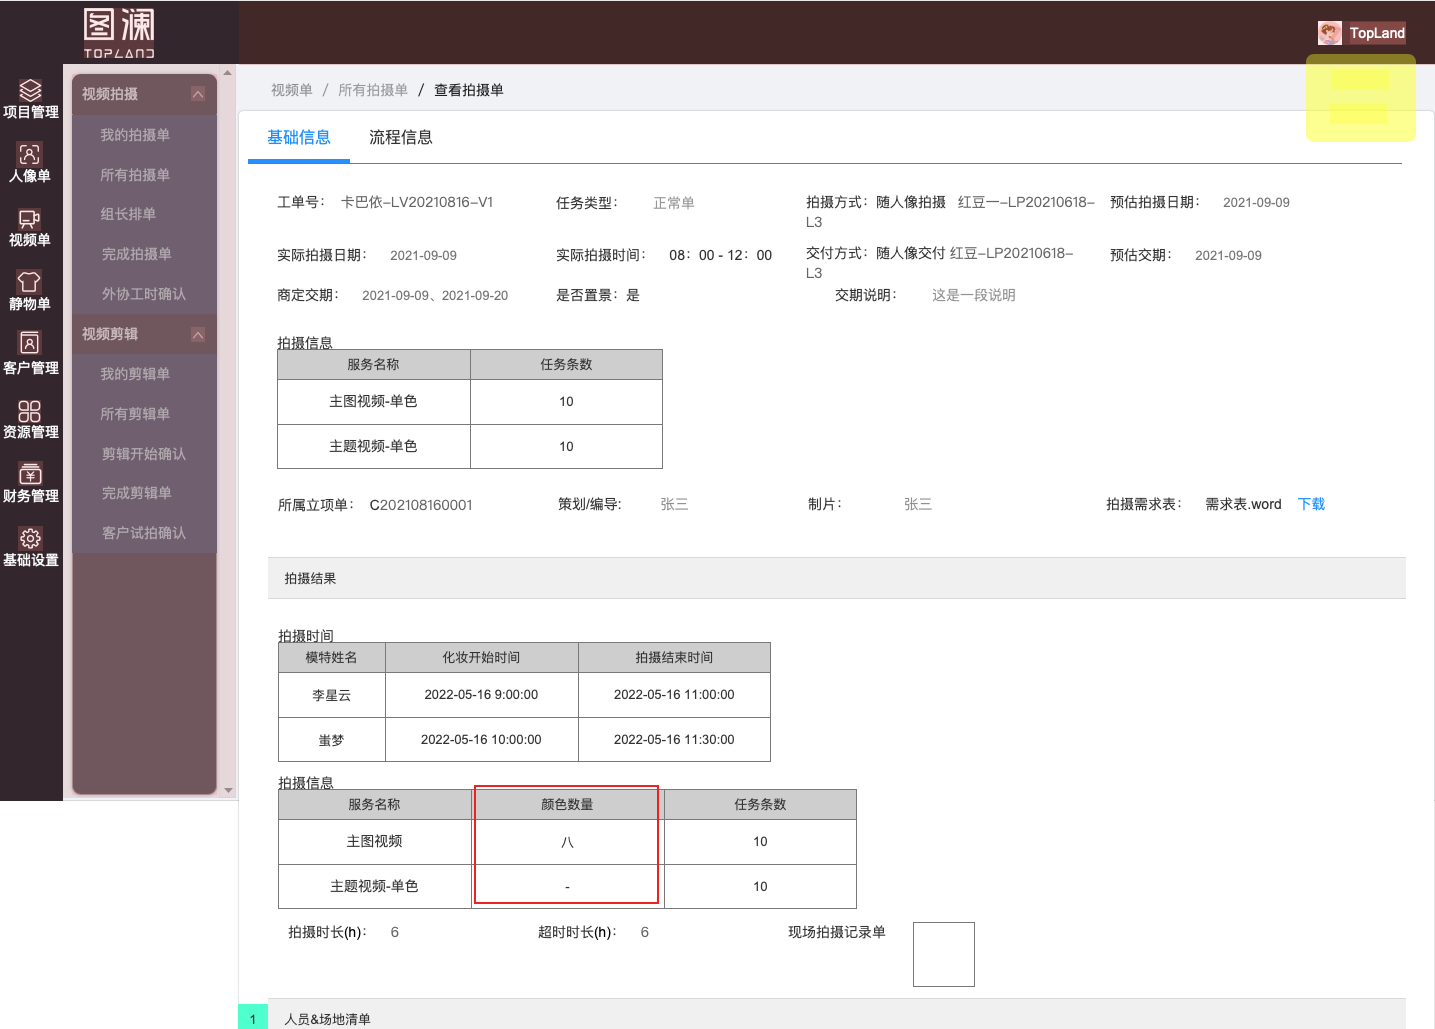 图澜
TOPLAND
TopLand
项目管理
人像单
视频单
静物单
客户管理
资源管理
财务管理
基础设置
视频拍摄
我的拍摄单
所有拍摄单
组长排单
完成拍摄单
外协工时确认
视频剪辑
我的剪辑单
所有剪辑单
剪辑开始确认
完成剪辑单
客户试拍确认
视频单 / 所有拍摄单 / 查看拍摄单
基础信息 流程信息
工单号： 卡巴依-LV20210816-V1 任务类型： 正常单 拍摄方式：随人像拍摄 红豆一-LP20210618-
L3 预估拍摄日期： 2021-09-09
实际拍摄日期： 2021-09-09 实际拍摄时间： 08：00 - 12：00 交付方式：随人像交付 红豆-LP20210618-
L3 预估交期： 2021-09-09
商定交期： 2021-09-09、2021-09-20 是否置景：是 交期说明： 这是一段说明
拍摄信息
服务名称 任务条数
主图视频-单色 10
主题视频-单色 10
所属立项单： C202108160001 策划/编导: 张三 制片： 张三 拍摄需求表： 需求表.word 下载
拍摄结果
拍摄时间
模特姓名 化妆开始时间 拍摄结束时间
李星云 2022-05-16 9:00:00 2022-05-16 11:00:00
蚩梦 2022-05-16 10:00:00 2022-05-16 11:30:00
拍摄信息
服务名称 颜色数量 任务条数
主图视频 八 10
主题视频-单色 - 10
拍摄时长(h)： 6 超时时长(h)： 6 现场拍摄记录单
1 人员&场地清单